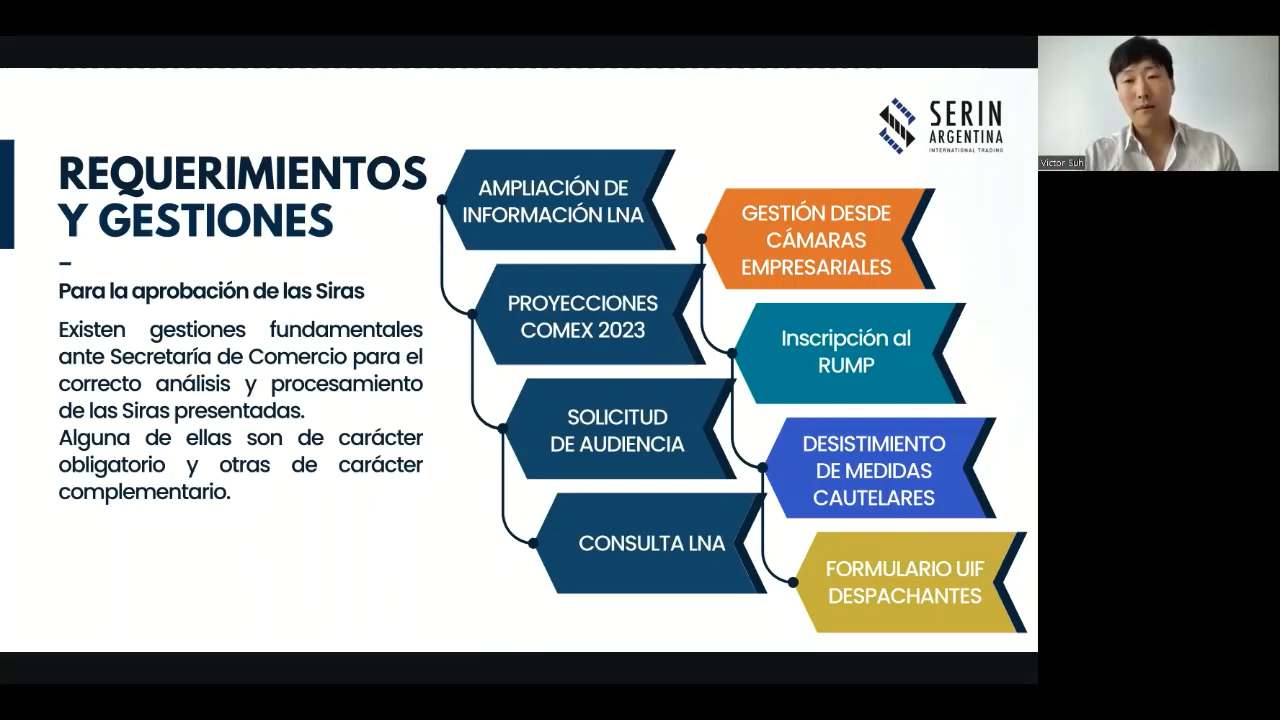 SERIN
ARGENTINA
INTERNATIONAL TRADING
Victor Suh
REQUERIMIENTOS
Y GESTIONES
–
Para la aprobación de las Siras
Existen gestiones fundamentales
ante Secretaría de Comercio para el
correcto análisis y procesamiento
de las Siras presentadas.
Alguna de ellas son de carácter
obligatorio y otras de carácter
complementario.
AMPLIACIÓN DE
INFORMACIÓN LNA
PROYECCIONES
COMEX 2023
SOLICITUD
DE AUDIENCIA
CONSULTA LNA
GESTIÓN DESDE
CÁMARAS
EMPRESARIALES
Inscripción al
RUMP
DESISTIMIENTO
DE MEDIDAS
CAUTELARES
FORMULARIO UIF
DESPACHANTES